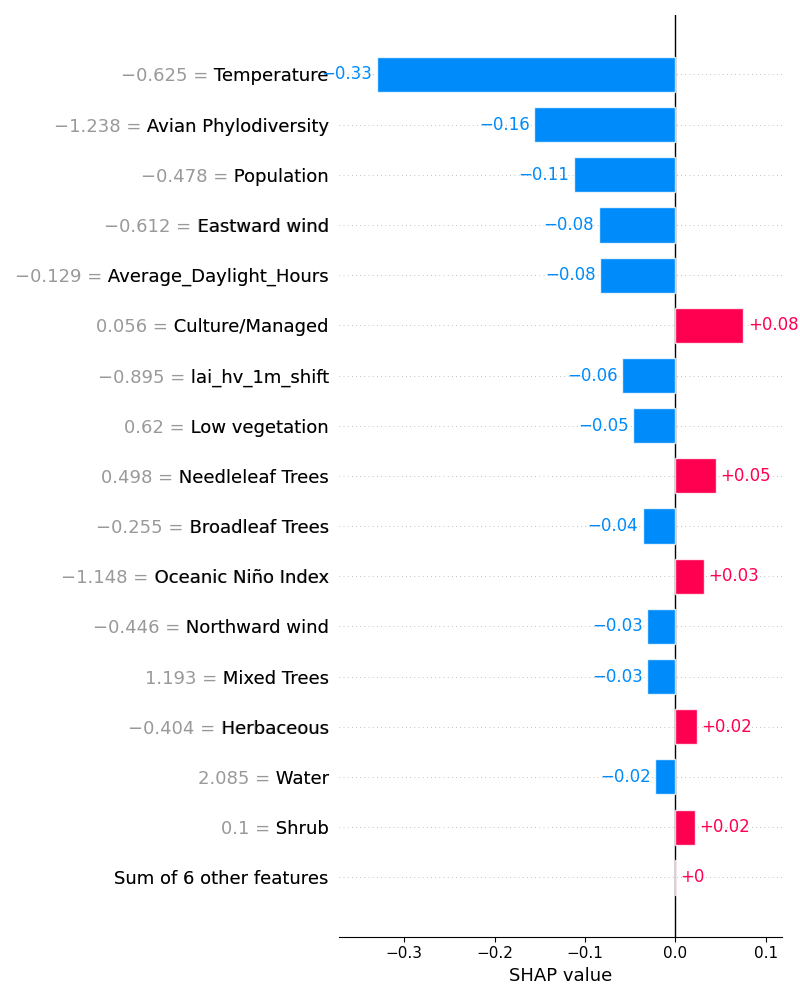 −0.625 = Temperature −0.33
−1.238 = Avian Phylodiversity −0.16
−0.478 = Population −0.11
−0.612 = Eastward wind −0.08
−0.129 = Average_Daylight_Hours −0.08
0.056 = Culture/Managed +0.08
−0.895 = lai_hv_1m_shift −0.06
0.62 = Low vegetation −0.05
0.498 = Needleleaf Trees +0.05
−0.255 = Broadleaf Trees −0.04
−1.148 = Oceanic Niño Index +0.03
−0.446 = Northward wind −0.03
1.193 = Mixed Trees −0.03
−0.404 = Herbaceous +0.02
2.085 = Water −0.02
0.1 = Shrub +0.02
Sum of 6 other features +0
−0.3 −0.2 −0.1 0.0 0.1
SHAP value